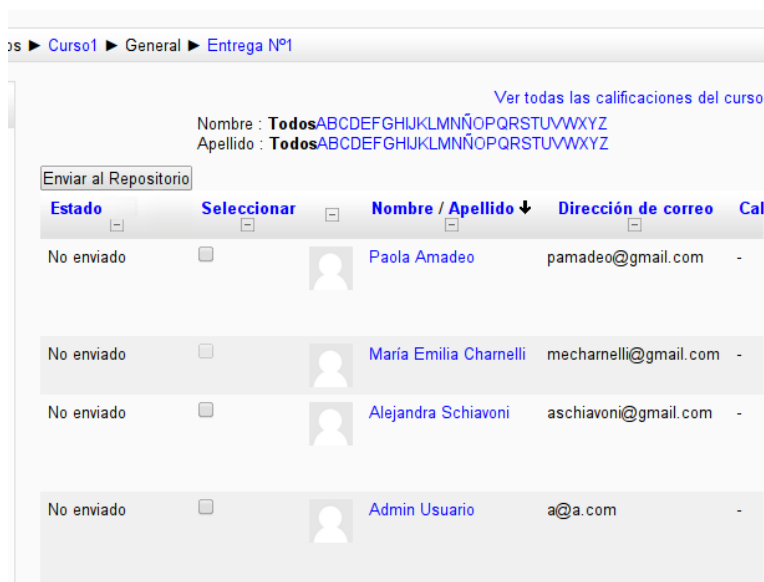 os ► Curso1 ► General ► Entrega Nº1
Ver todas las calificaciones del curso
Nombre : TodosABCDEFGHIJKLMNÑOPQRSTUVWXYZ
Apellido : TodosABCDEFGHIJKLMNÑOPQRSTUVWXYZ
Enviar al Repositorio
Estado Seleccionar Nombre / Apellido ↓ Dirección de correo Cal
No enviado Paola Amadeo pamadeo@gmail.com -
No enviado María Emilia Charnelli mecharnelli@gmail.com -
No enviado Alejandra Schiavoni aschiavoni@gmail.com -
No enviado Admin Usuario a@a.com -